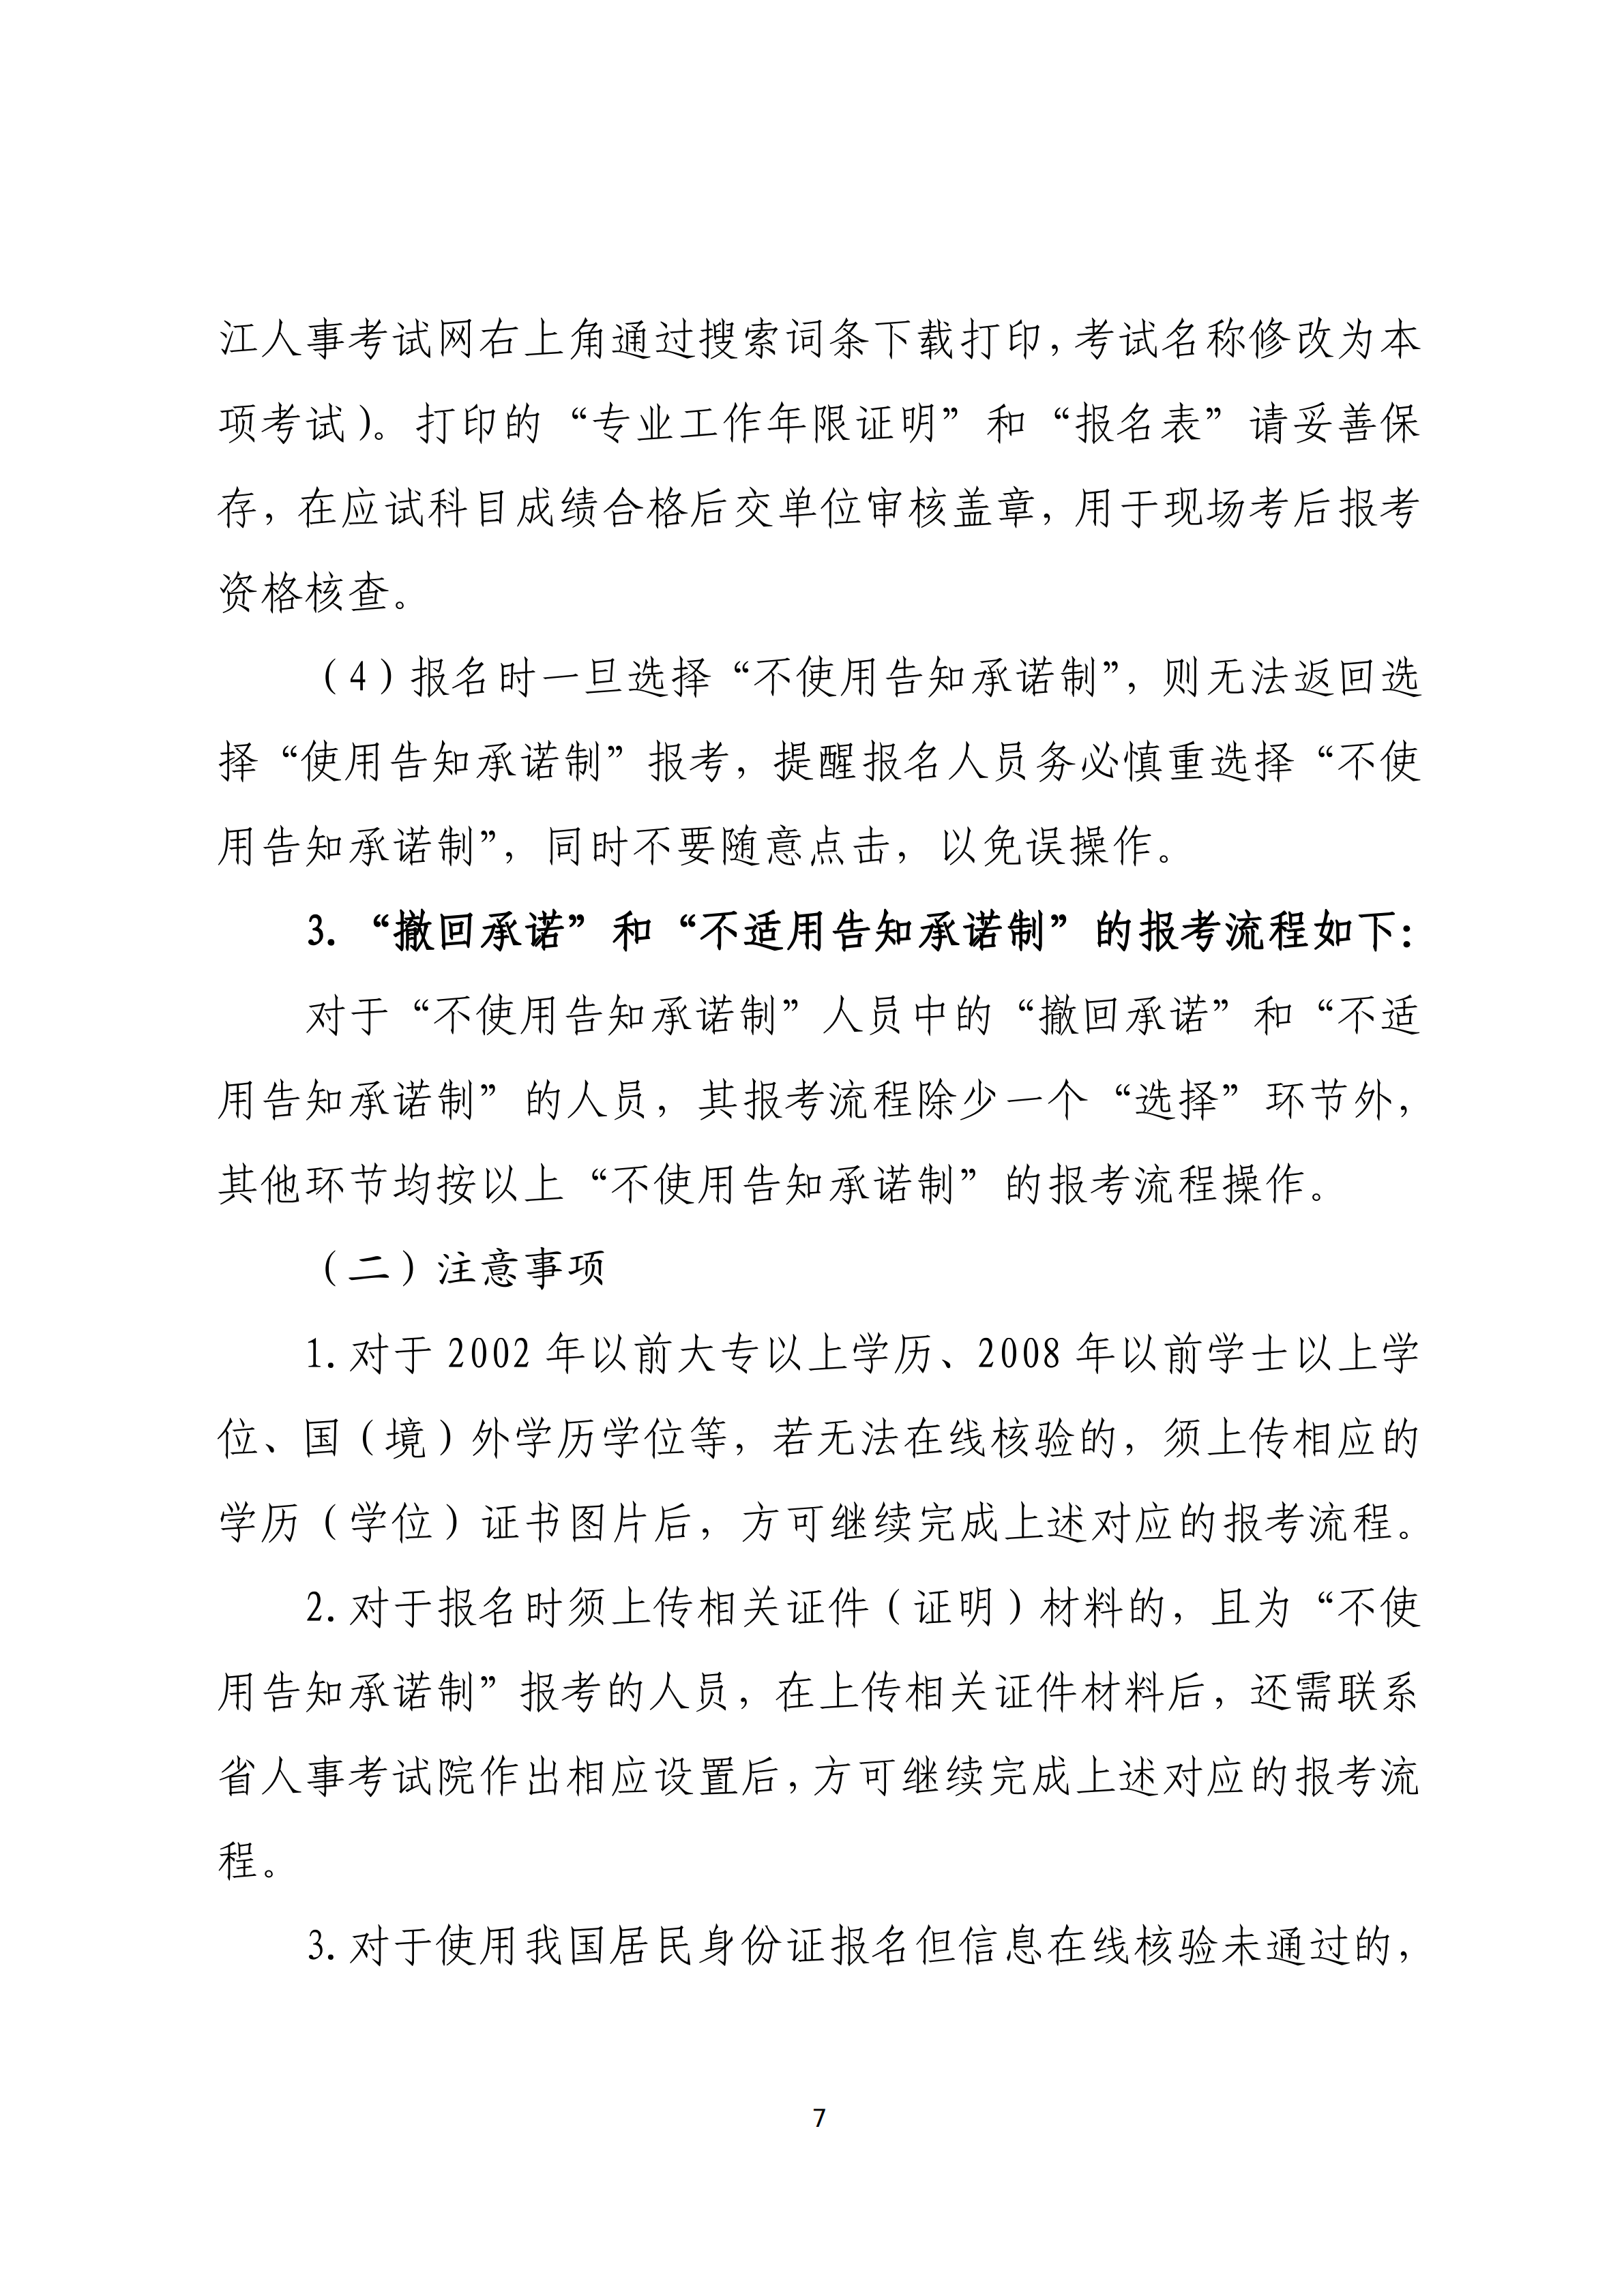 江人事考试网右上角通过搜索词条下载打印，考试名称修改为本
项考试）。打印的“专业工作年限证明”和“报名表”请妥善保
存，在应试科目成绩合格后交单位审核盖章，用于现场考后报考
资格核查。
（4）报名时一旦选择“不使用告知承诺制”，则无法返回选
择“使用告知承诺制”报考，提醒报名人员务必慎重选择“不使
用告知承诺制”，同时不要随意点击，以免误操作。
3.“撤回承诺”和“不适用告知承诺制”的报考流程如下：
对于“不使用告知承诺制”人员中的“撤回承诺”和“不适
用告知承诺制”的人员，其报考流程除少一个“选择”环节外，
其他环节均按以上“不使用告知承诺制”的报考流程操作。
（二）注意事项
1.对于 2002 年以前大专以上学历、2008 年以前学士以上学
位、国（境）外学历学位等，若无法在线核验的，须上传相应的
学历（学位）证书图片后，方可继续完成上述对应的报考流程。
2.对于报名时须上传相关证件（证明）材料的，且为“不使
用告知承诺制”报考的人员，在上传相关证件材料后，还需联系
省人事考试院作出相应设置后，方可继续完成上述对应的报考流
程。
3.对于使用我国居民身份证报名但信息在线核验未通过的，
7